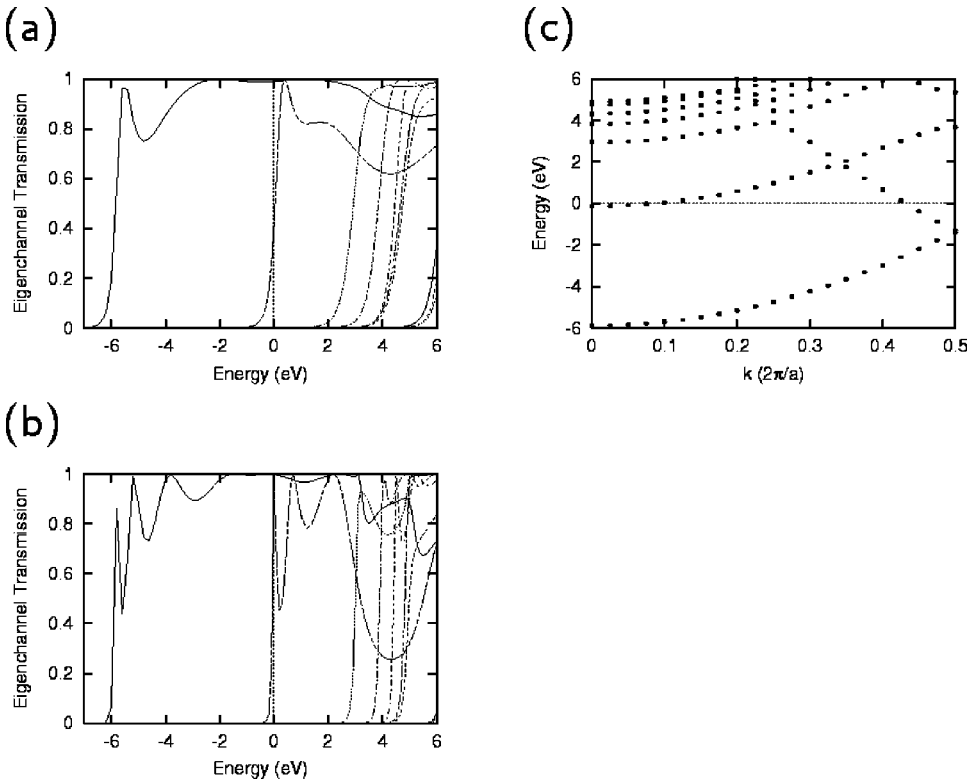 (a)
1
0.8
0.6
0.4
0.2
0
Eigenchannel Transmission
-6 -4 -2 0 2 4 6
Energy (eV)
(c)
6
4
2
0
-2
-4
-6
Energy (eV)
0 0.1 0.2 0.3 0.4 0.5
k (2π/a)
(b)
1
0.8
0.6
0.4
0.2
0
Eigenchannel Transmission
-6 -4 -2 0 2 4 6
Energy (eV)